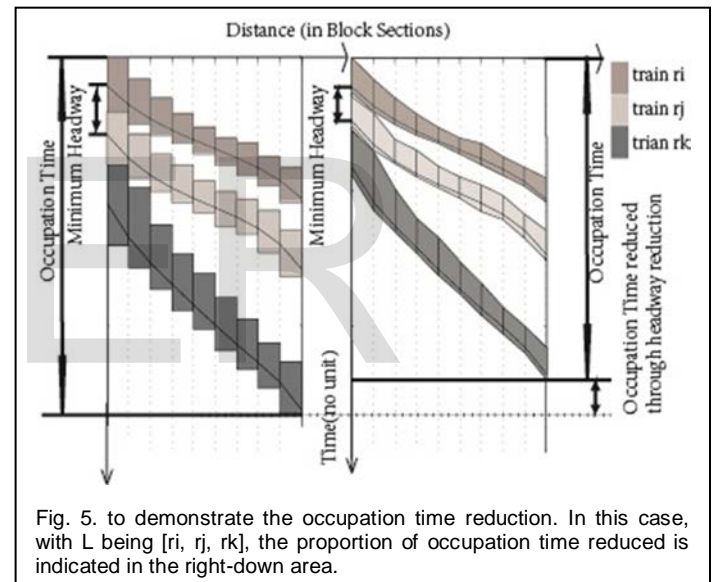 Distance (in Block Sections)
Occupation Time
Minimum Headway
Minimum Headway
Time(no unit)
train ri
train rj
trian rk
Occupation Time
Occupation Time reduced
through headway reduction
ER
Fig. 5. to demonstrate the occupation time reduction. In this case,
with L being [ri, rj, rk], the proportion of occupation time reduced is
indicated in the right-down area.